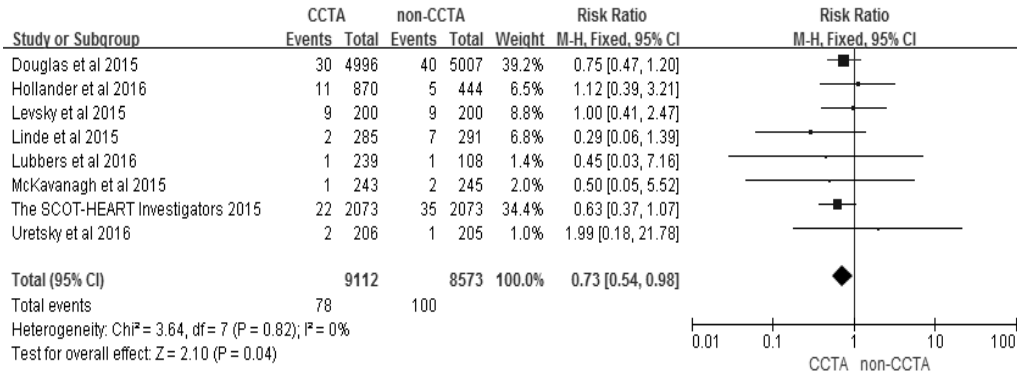 CCTA non-CCTA Risk Ratio Risk Ratio
Study or Subgroup Events Total Events Total Weight M-H, Fixed, 95% CI M-H, Fixed, 95% CI
Douglas et al 2015 30 4996 40 5007 39.2% 0.75 [0.47, 1.20]
Hollander et al 2016 11 870 5 444 6.5% 1.12 [0.39, 3.21]
Levsky et al 2015 9 200 9 200 8.8% 1.00 [0.41, 2.47]
Linde et al 2015 2 285 7 291 6.8% 0.29 [0.06, 1.39]
Lubbers et al 2016 1 239 1 108 1.4% 0.45 [0.03, 7.16]
McKavanagh et al 2015 1 243 2 245 2.0% 0.50 [0.05, 5.52]
The SCOT-HEART Investigators 2015 22 2073 35 2073 34.4% 0.63 [0.37, 1.07]
Uretsky et al 2016 2 206 1 205 1.0% 1.99 [0.18, 21.78]
Total (95% CI) 9112 8573 100.0% 0.73 [0.54, 0.98]
Total events 78 100
Heterogeneity: Chi² = 3.64, df = 7 (P = 0.82); I² = 0%
Test for overall effect: Z = 2.10 (P = 0.04)
0.01 0.1 1 10 100
CCTA non-CCTA